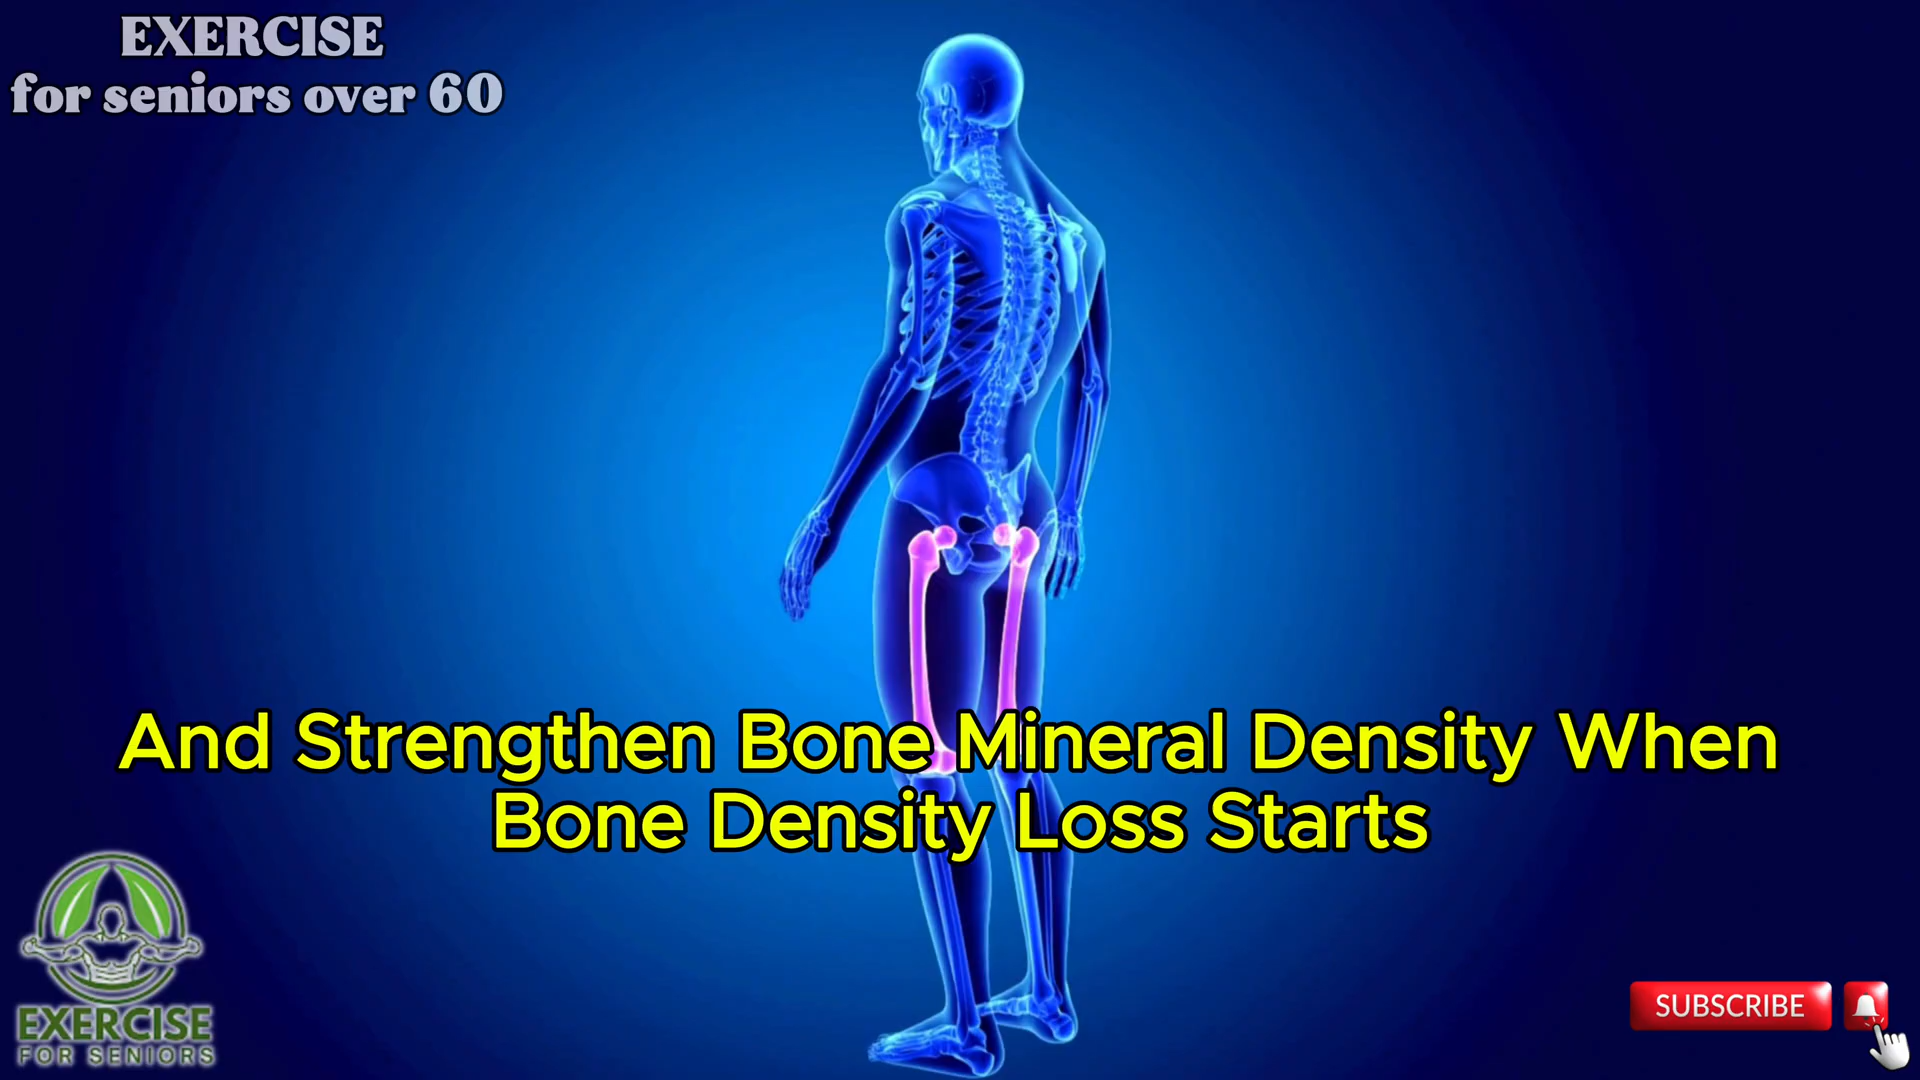 EXERCISE
for seniors over 60
And Strengthen Bone Mineral Density When
Bone Density Loss Starts
EXERCISE
FOR SENIORS
SUBSCRIBE